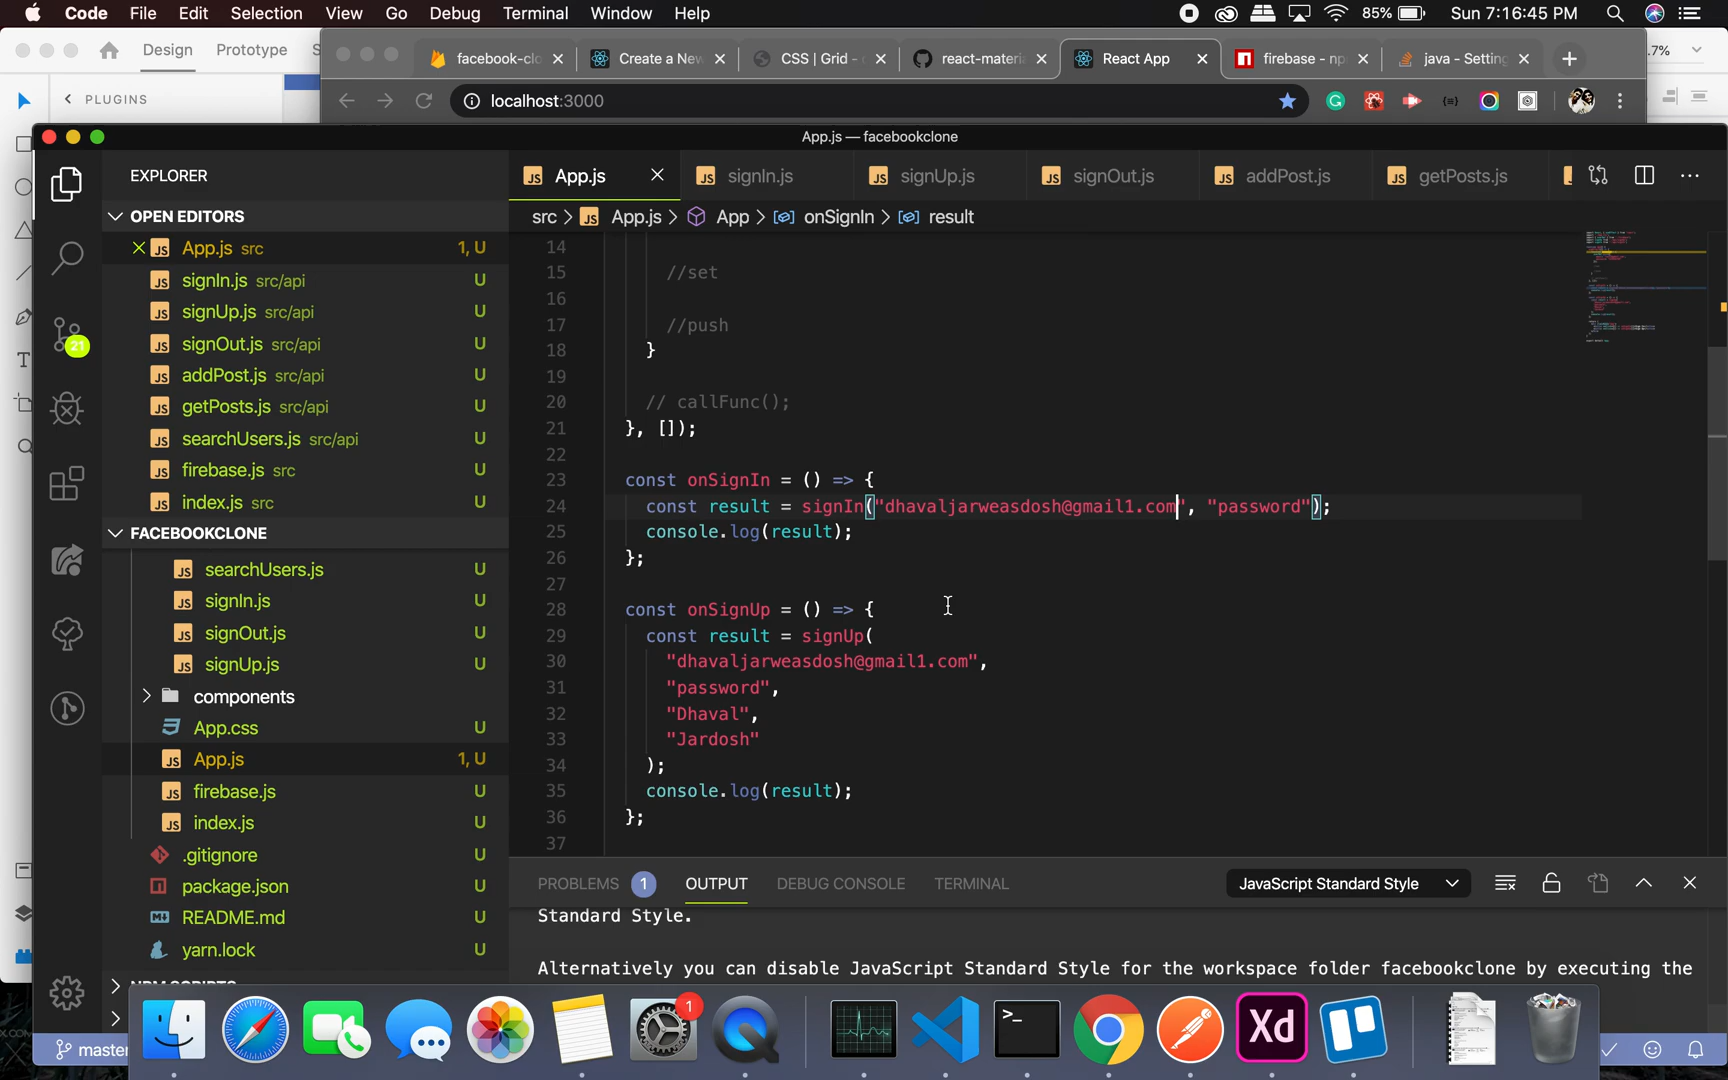 Code File Edit Selection View Go Debug Terminal Window Help 85% Sun 7:16:45 PM
Design Prototype S facebook-clo Create a New CSS | Grid - c react-materia React App firebase - np java - Setting .7%
PLUGINS localhost:3000
App.js — facebookclone
EXPLORER App.js signIn.js signUp.js signOut.js addPost.js getPosts.js
OPEN EDITORS
src > App.js > App > onSignIn > result
App.js src 1, U
signIn.js src/api U
signUp.js src/api U
signOut.js src/api U
addPost.js src/api U
getPosts.js src/api U
searchUsers.js src/api U
firebase.js src U
index.js src U
FACEBOOKCLONE
searchUsers.js U
signIn.js U
signOut.js U
signUp.js U
components
App.css U
App.js 1, U
firebase.js U
index.js U
.gitignore U
package.json U
README.md U
yarn.lock U
21
master
14
15 //set
16
17 //push
18 }
19
20 // callFunc();
21 }, []);
22
23 const onSignIn = () => {
24 const result = signIn("dhavaljarweasdosh@gmail1.com", "password");
25 console.log(result);
26 };
27
28 const onSignUp = () => {
29 const result = signUp(
30 "dhavaljarweasdosh@gmail1.com",
31 "password",
32 "Dhaval",
33 "Jardosh"
34 );
35 console.log(result);
36 };
37
PROBLEMS 1 OUTPUT DEBUG CONSOLE TERMINAL JavaScript Standard Style
Standard Style.
Alternatively you can disable JavaScript Standard Style for the workspace folder facebookclone by executing the
1
Xd